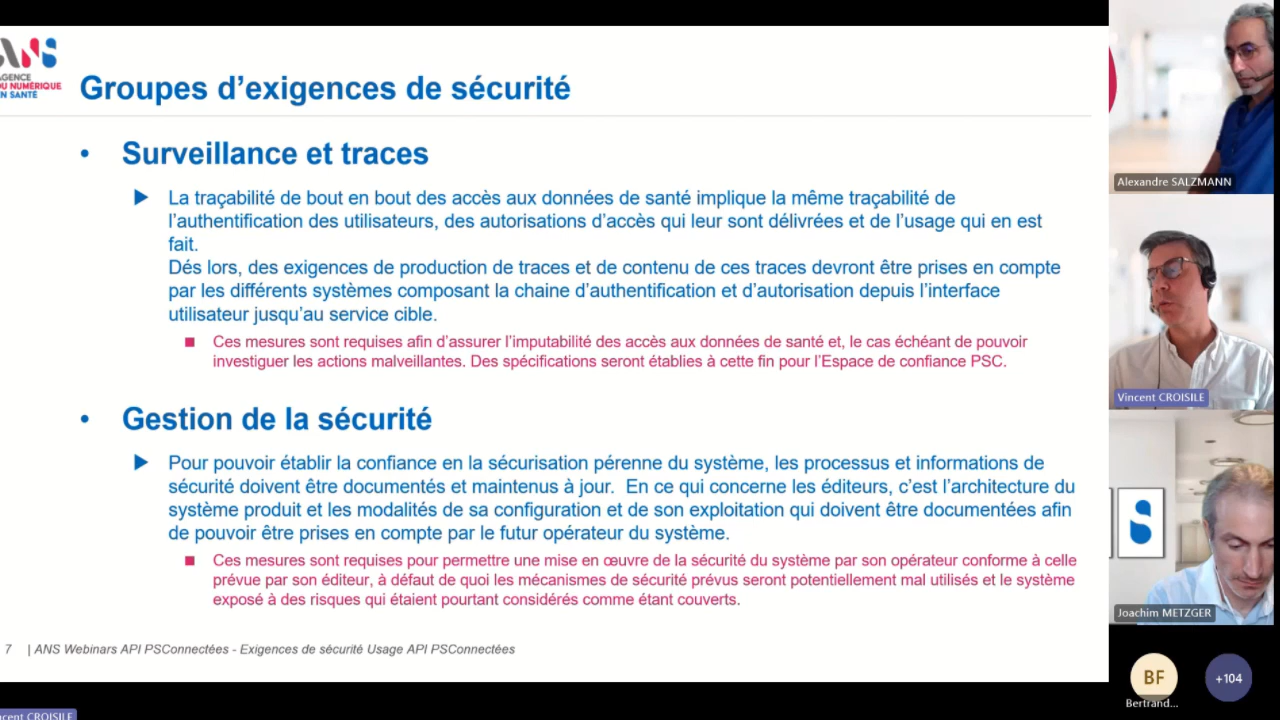 ANS
AGENCE
DU NUMÉRIQUE
EN SANTÉ
Groupes d’exigences de sécurité
• Surveillance et traces
La traçabilité de bout en bout des accès aux données de santé implique la même traçabilité de
l’authentification des utilisateurs, des autorisations d’accès qui leur sont délivrées et de l’usage qui en est
fait.
Dés lors, des exigences de production de traces et de contenu de ces traces devront être prises en compte
par les différents systèmes composant la chaine d’authentification et d’autorisation depuis l’interface
utilisateur jusqu’au service cible.
Ces mesures sont requises afin d’assurer l’imputabilité des accès aux données de santé et, le cas échéant de pouvoir
investiguer les actions malveillantes. Des spécifications seront établies à cette fin pour l’Espace de confiance PSC.
• Gestion de la sécurité
Pour pouvoir établir la confiance en la sécurisation pérenne du système, les processus et informations de
sécurité doivent être documentés et maintenus à jour.  En ce qui concerne les éditeurs, c’est l’architecture du
système produit et les modalités de sa configuration et de son exploitation qui doivent être documentées afin
de pouvoir être prises en compte par le futur opérateur du système.
Ces mesures sont requises pour permettre une mise en œuvre de la sécurité du système par son opérateur conforme à celle
prévue par son éditeur, à défaut de quoi les mécanismes de sécurité prévus seront potentiellement mal utilisés et le système
exposé à des risques qui étaient pourtant considérés comme étant couverts.
7 | ANS Webinars API PSConnectées - Exigences de sécurité Usage API PSConnectées
Alexandre SALZMANN
Vincent CROISILE
Joachim METZGER
BF
+104
Bertrand...
ncent CROISILE